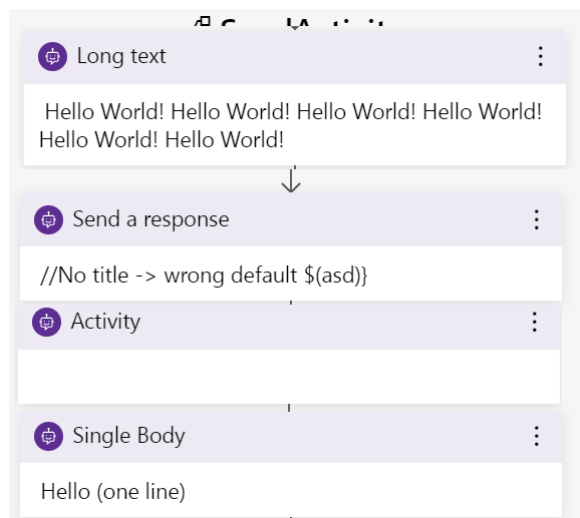 Long text
Hello World! Hello World! Hello World! Hello World!
Hello World! Hello World!
Send a response
//No title -> wrong default $(asd)}
Activity
Single Body
Hello (one line)